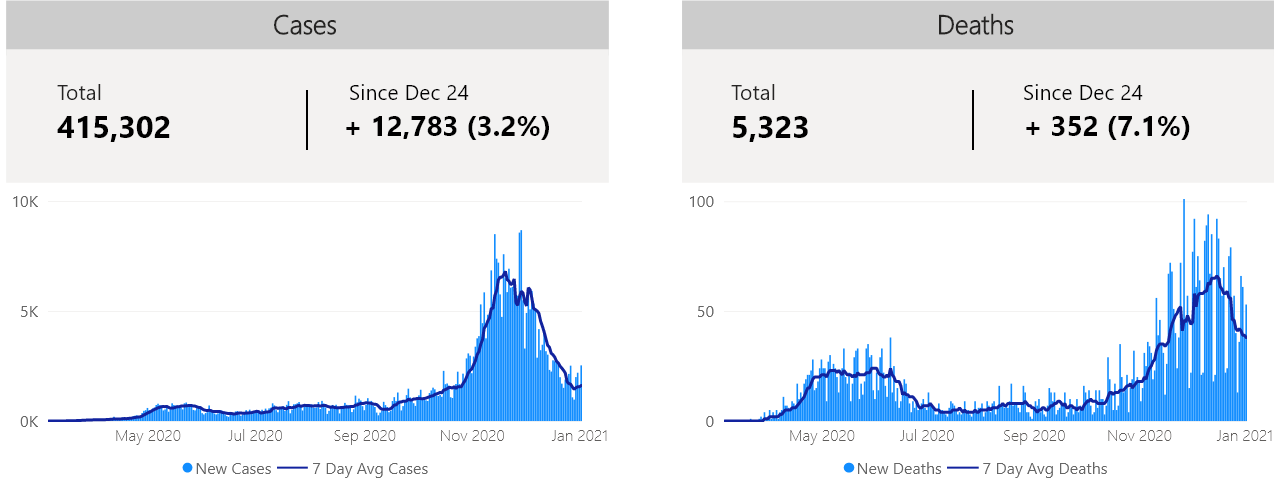 Cases
Total
415,302
Since Dec 24
+ 12,783 (3.2%)
10K
5K
0K
May 2020
Jul 2020
Sep 2020
Nov 2020
Jan 2021
New Cases
7 Day Avg Cases
Deaths
Total
5,323
Since Dec 24
+ 352 (7.1%)
100
50
0
May 2020
Jul 2020
Sep 2020
Nov 2020
Jan 2021
New Deaths
7 Day Avg Deaths